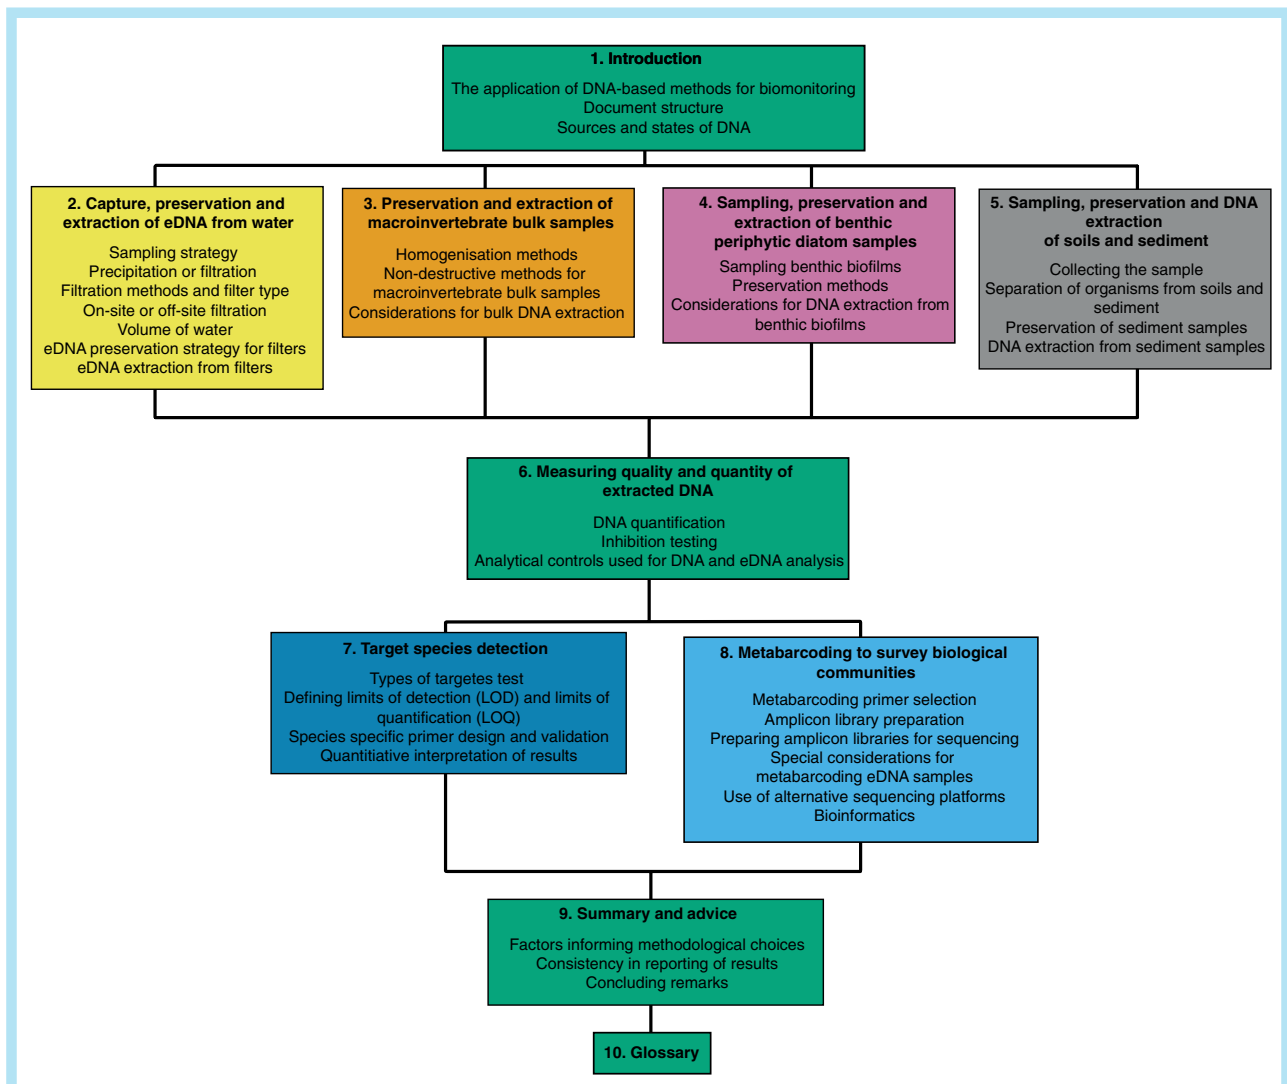 1. Introduction
The application of DNA-based methods for biomonitoring
Document structure
Sources and states of DNA
2. Capture, preservation and
extraction of eDNA from water
Sampling strategy
Precipitation or filtration
Filtration methods and filter type
On-site or off-site filtration
Volume of water
eDNA preservation strategy for filters
eDNA extraction from filters
3. Preservation and extraction of
macroinvertebrate bulk samples
Homogenisation methods
Non-destructive methods for
macroinvertebrate bulk samples
Considerations for bulk DNA extraction
4. Sampling, preservation and
extraction of benthic
periphytic diatom samples
Sampling benthic biofilms
Preservation methods
Considerations for DNA extraction from
benthic biofilms
5. Sampling, preservation and DNA
extraction
of soils and sediment
Collecting the sample
Separation of organisms from soils and
sediment
Preservation of sediment samples
DNA extraction from sediment samples
6. Measuring quality and quantity of
extracted DNA
DNA quantification
Inhibition testing
Analytical controls used for DNA and eDNA analysis
7. Target species detection
Types of targetes test
Defining limits of detection (LOD) and limits of
quantification (LOQ)
Species specific primer design and validation
Quantitiative interpretation of results
8. Metabarcoding to survey biological
communities
Metabarcoding primer selection
Amplicon library preparation
Preparing amplicon libraries for sequencing
Special considerations for
metabarcoding eDNA samples
Use of alternative sequencing platforms
Bioinformatics
9. Summary and advice
Factors informing methodological choices
Consistency in reporting of results
Concluding remarks
10. Glossary